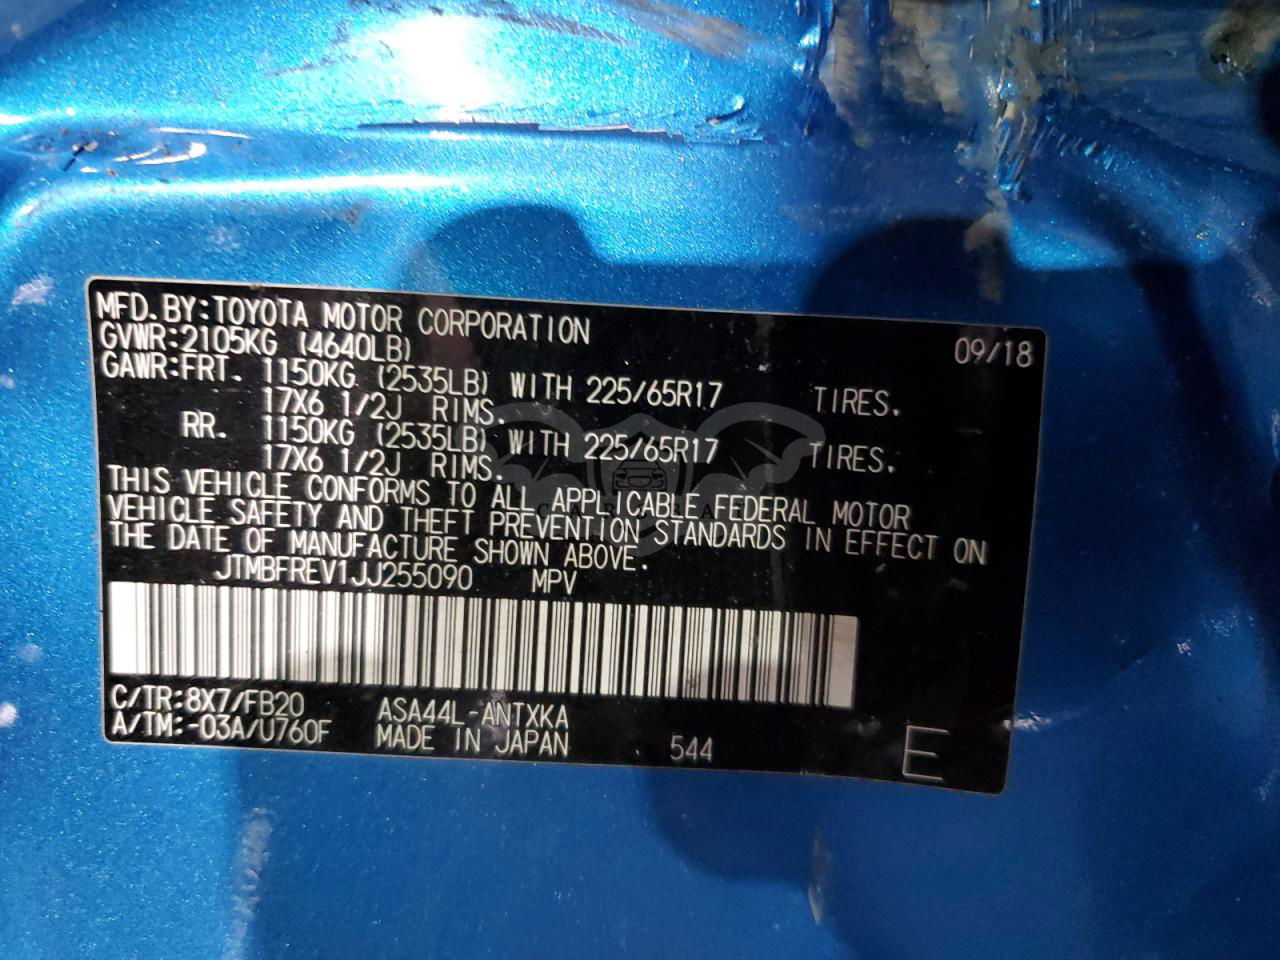 MFD. BY: TOYOTA MOTOR CORPORATION 09/18
GVWR: 2105KG (4640LB)
GAWR: FRT. 1150KG (2535LB) WITH 225/65R17 TIRES.
17X6 1/2J RIMS.
RR. 1150KG (2535LB) WITH 225/65R17 TIRES.
17X6 1/2J RIMS.
THIS VEHICLE CONFORMS TO ALL APPLICABLE FEDERAL MOTOR
VEHICLE SAFETY AND THEFT PREVENTION STANDARDS IN EFFECT ON
THE DATE OF MANUFACTURE SHOWN ABOVE.
JTMBFREV1JJ255090 MPV
C/TR: 8X7/FB20 ASA44L-ANTXKA
A/TM: -03A/U760F MADE IN JAPAN 544 E